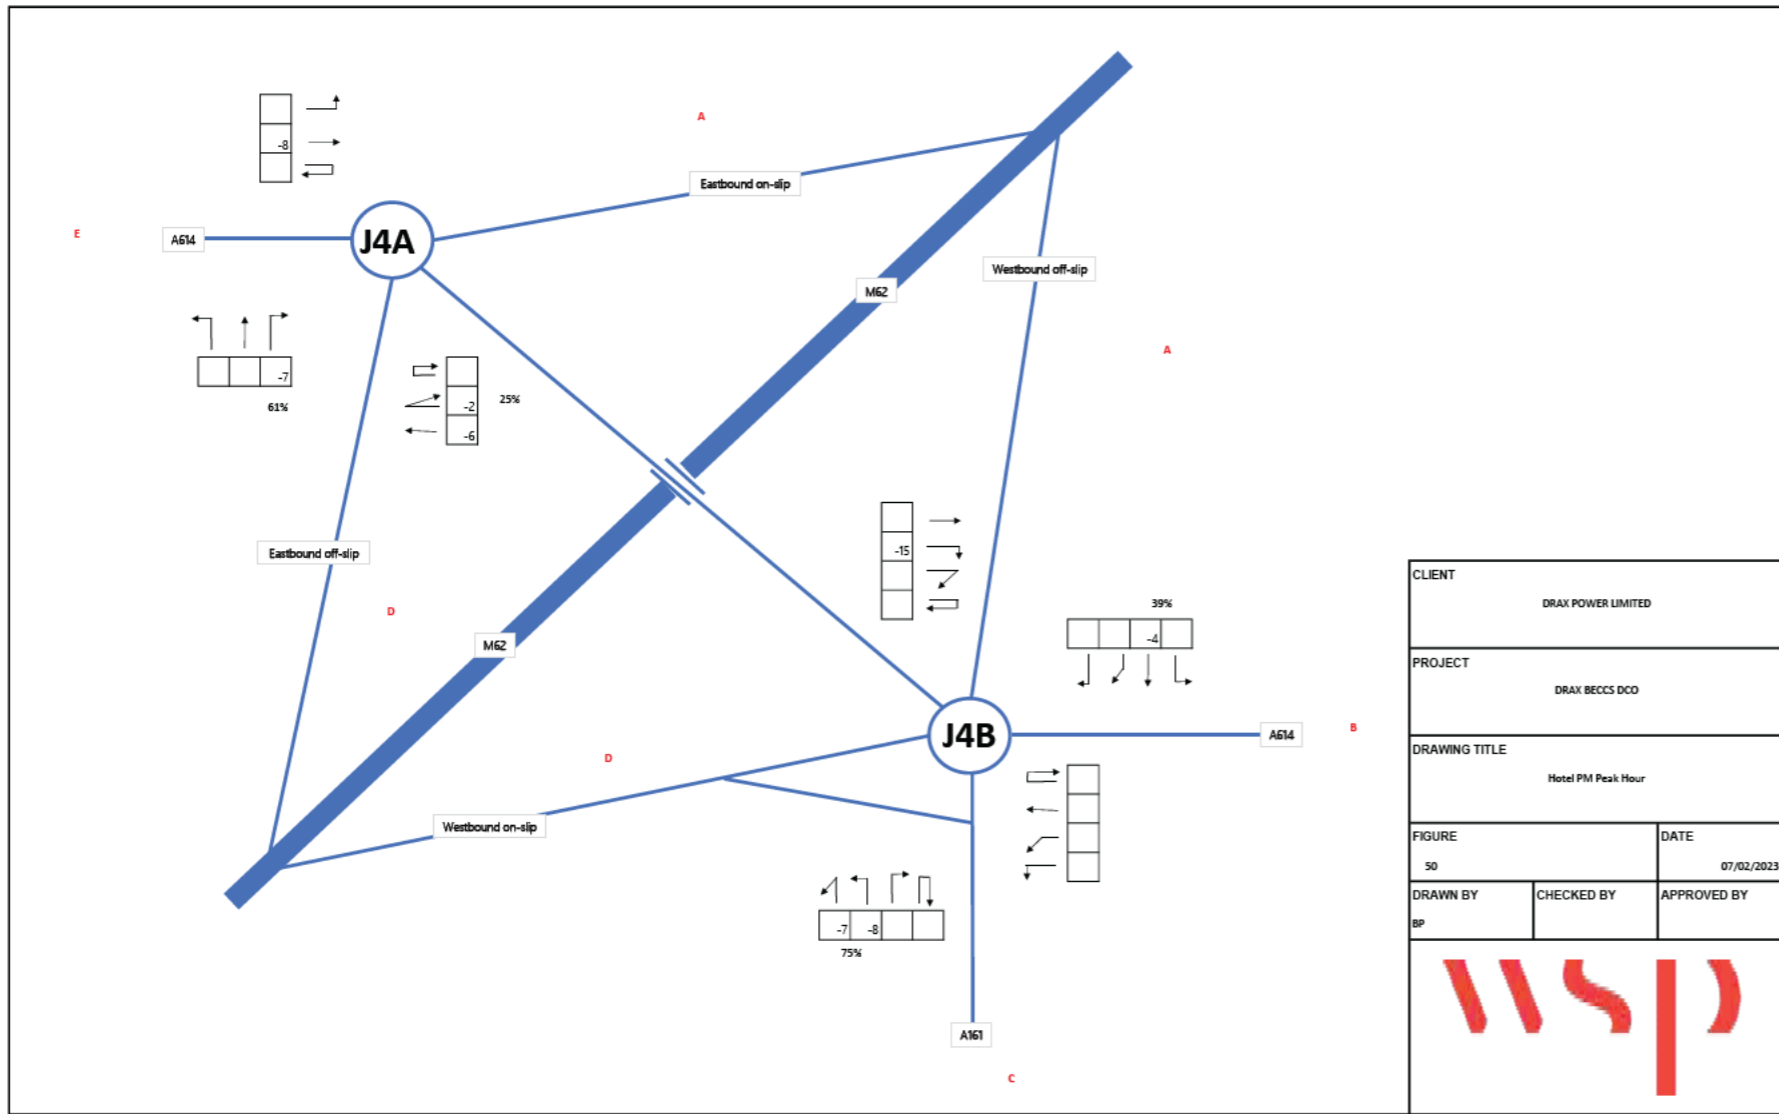 A
-8
Eastbound on-slip
E
A614
J4A
Westbound off-slip
M62
A
-7
61%
-2
25%
-6
-15
Eastbound off-slip
D
M62
39%
-4
J4B
A614
B
D
Westbound on-slip
-7
-8
75%
A161
C
CLIENT
DRAX POWER LIMITED
PROJECT
DRAX BECCS DCO
DRAWING TITLE
Hotel PM Peak Hour
FIGURE
50
DATE
07/02/2023
DRAWN BY
BP
CHECKED BY
APPROVED BY
wsp